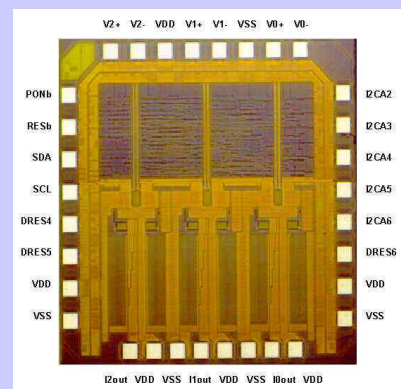 V2+ V2- VDD V1+ V1- VSS V0+ V0-
PONb I2CA2
RESb I2CA3
SDA I2CA4
SCL I2CA5
DRES4 I2CA6
DRES5 DRES6
VDD VDD
VSS VSS
I2out VDD VSS I1out VDD VSS I0out VDD